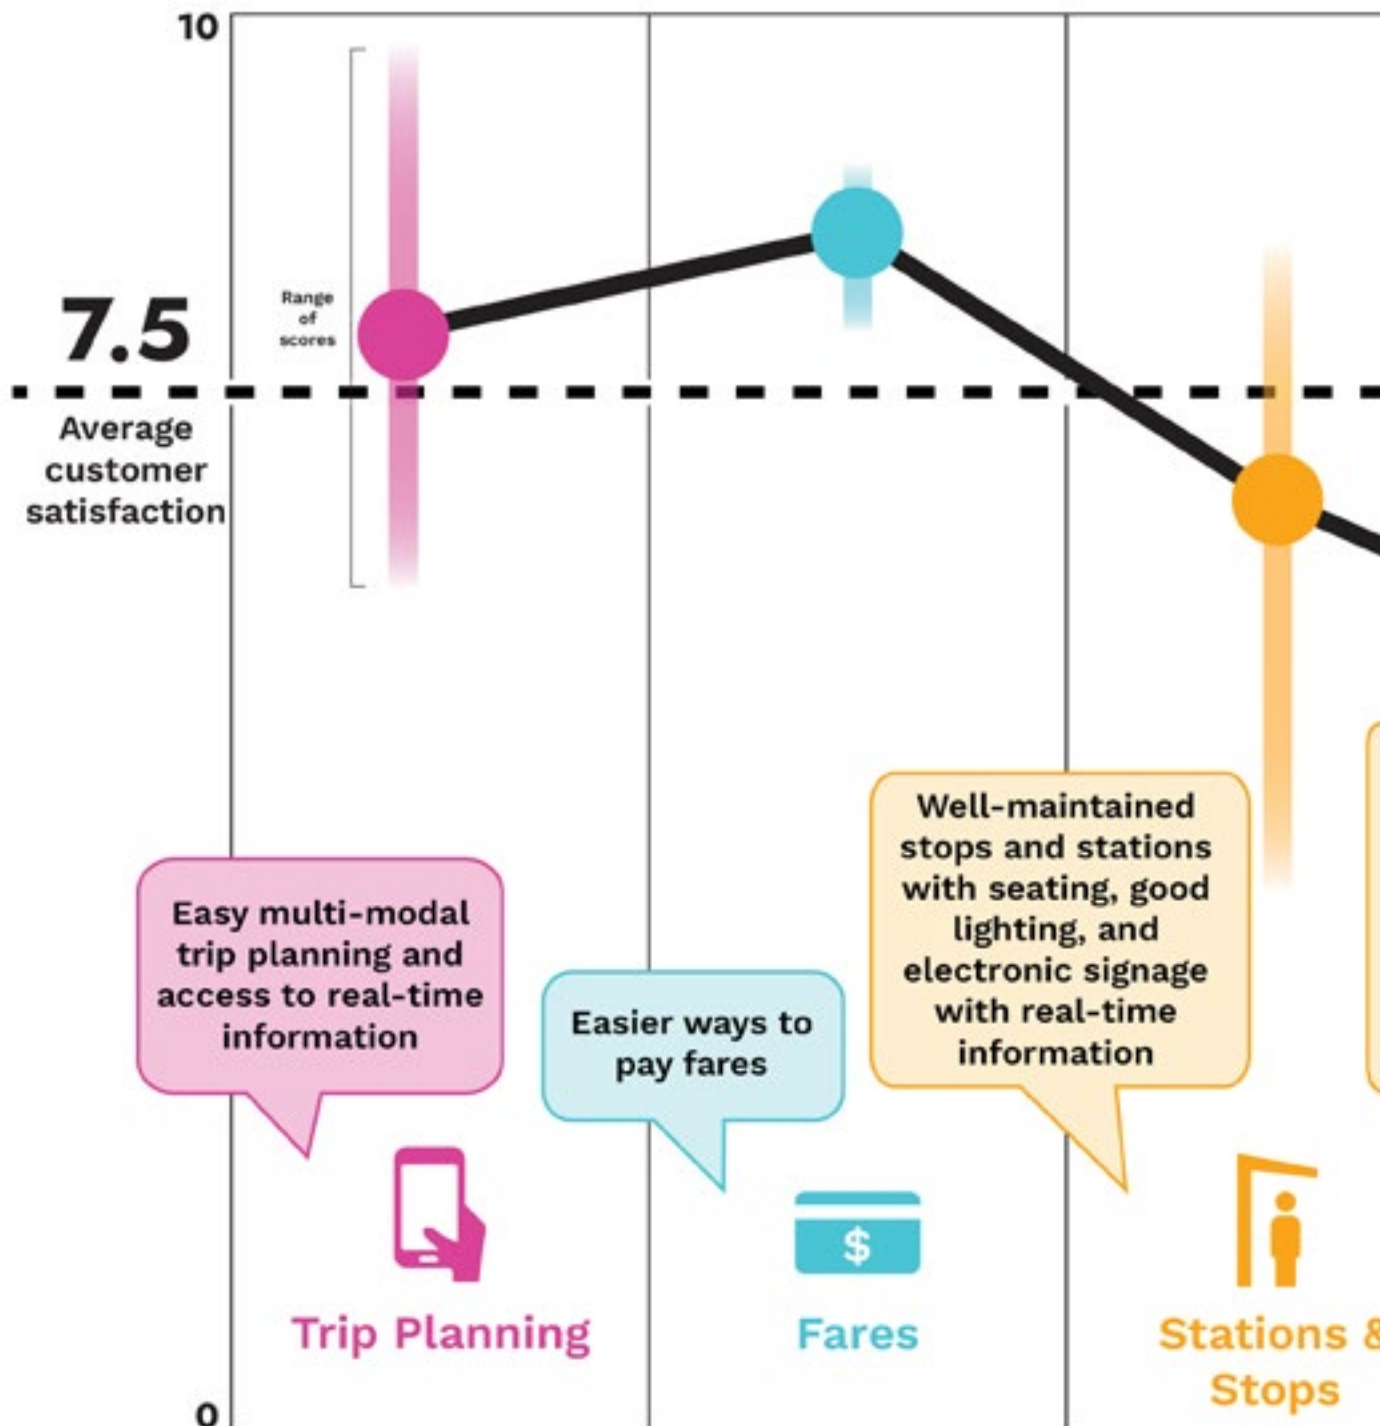 10
Range
of
scores
7.5
Average
customer
satisfaction
Easy multi-modal
trip planning and
access to real-time
information
Easier ways to
pay fares
Well-maintained
stops and stations
with seating, good
lighting, and
electronic signage
with real-time
information
$
Trip Planning
Fares
Stations &
Stops
0